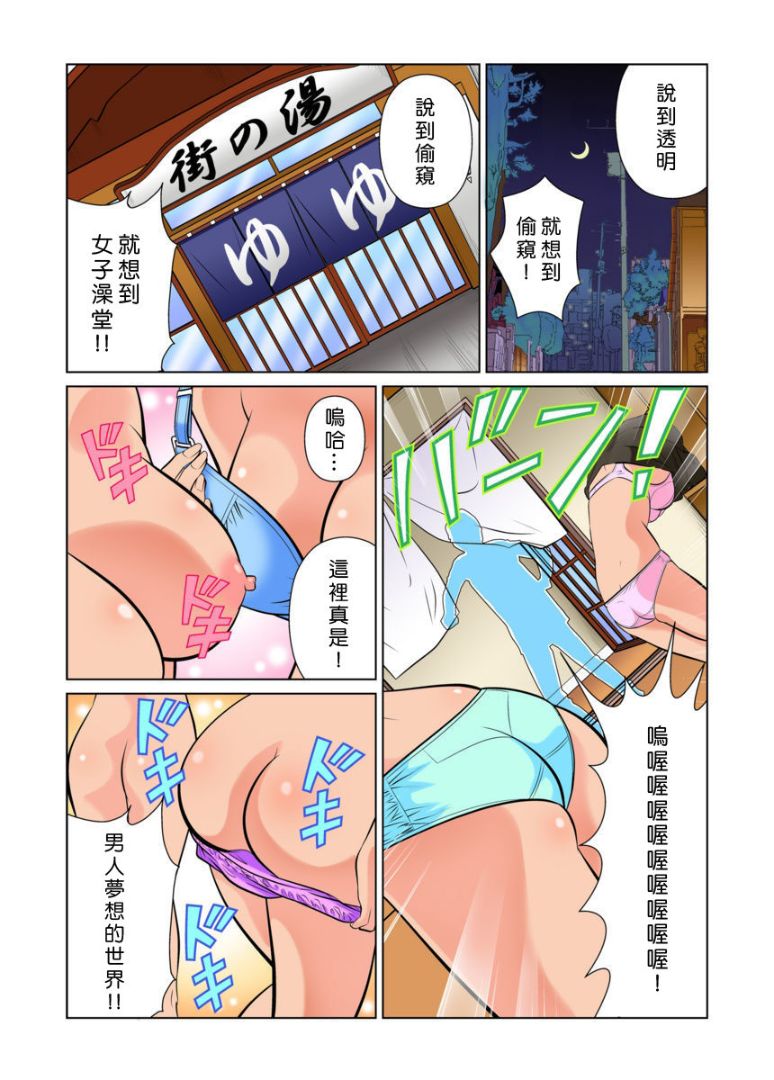 說到透明
就想到
偷窺！
說到偷窺
街の湯
ゆ
ゆ
就想到
女子澡堂!!
バーン！
嗚喔喔喔喔喔喔喔喔喔！
嗚哈…
ドキ
這裡真是！
ドキ
ドキ
ドキ
男人夢想的世界!!
ドキ